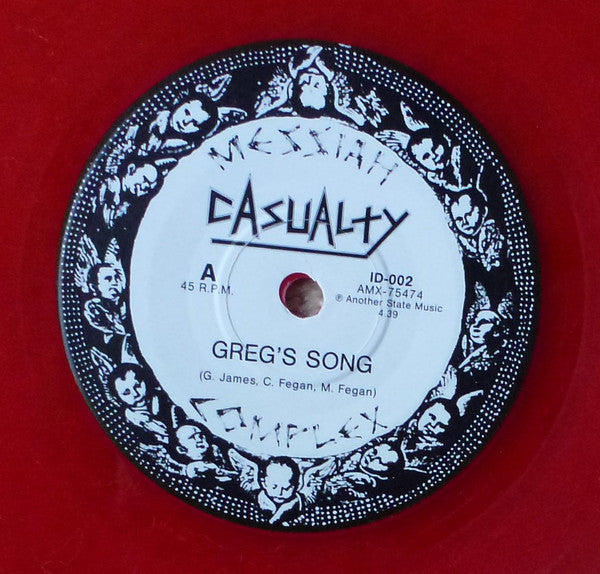 MESSIAH
CASUALTY
A
45 R.P.M.
ID-002
AMX-75474
℗ Another State Music
4.39
GREG'S SONG
(G. James, C. Fegan, M. Fegan)
COMPLEX